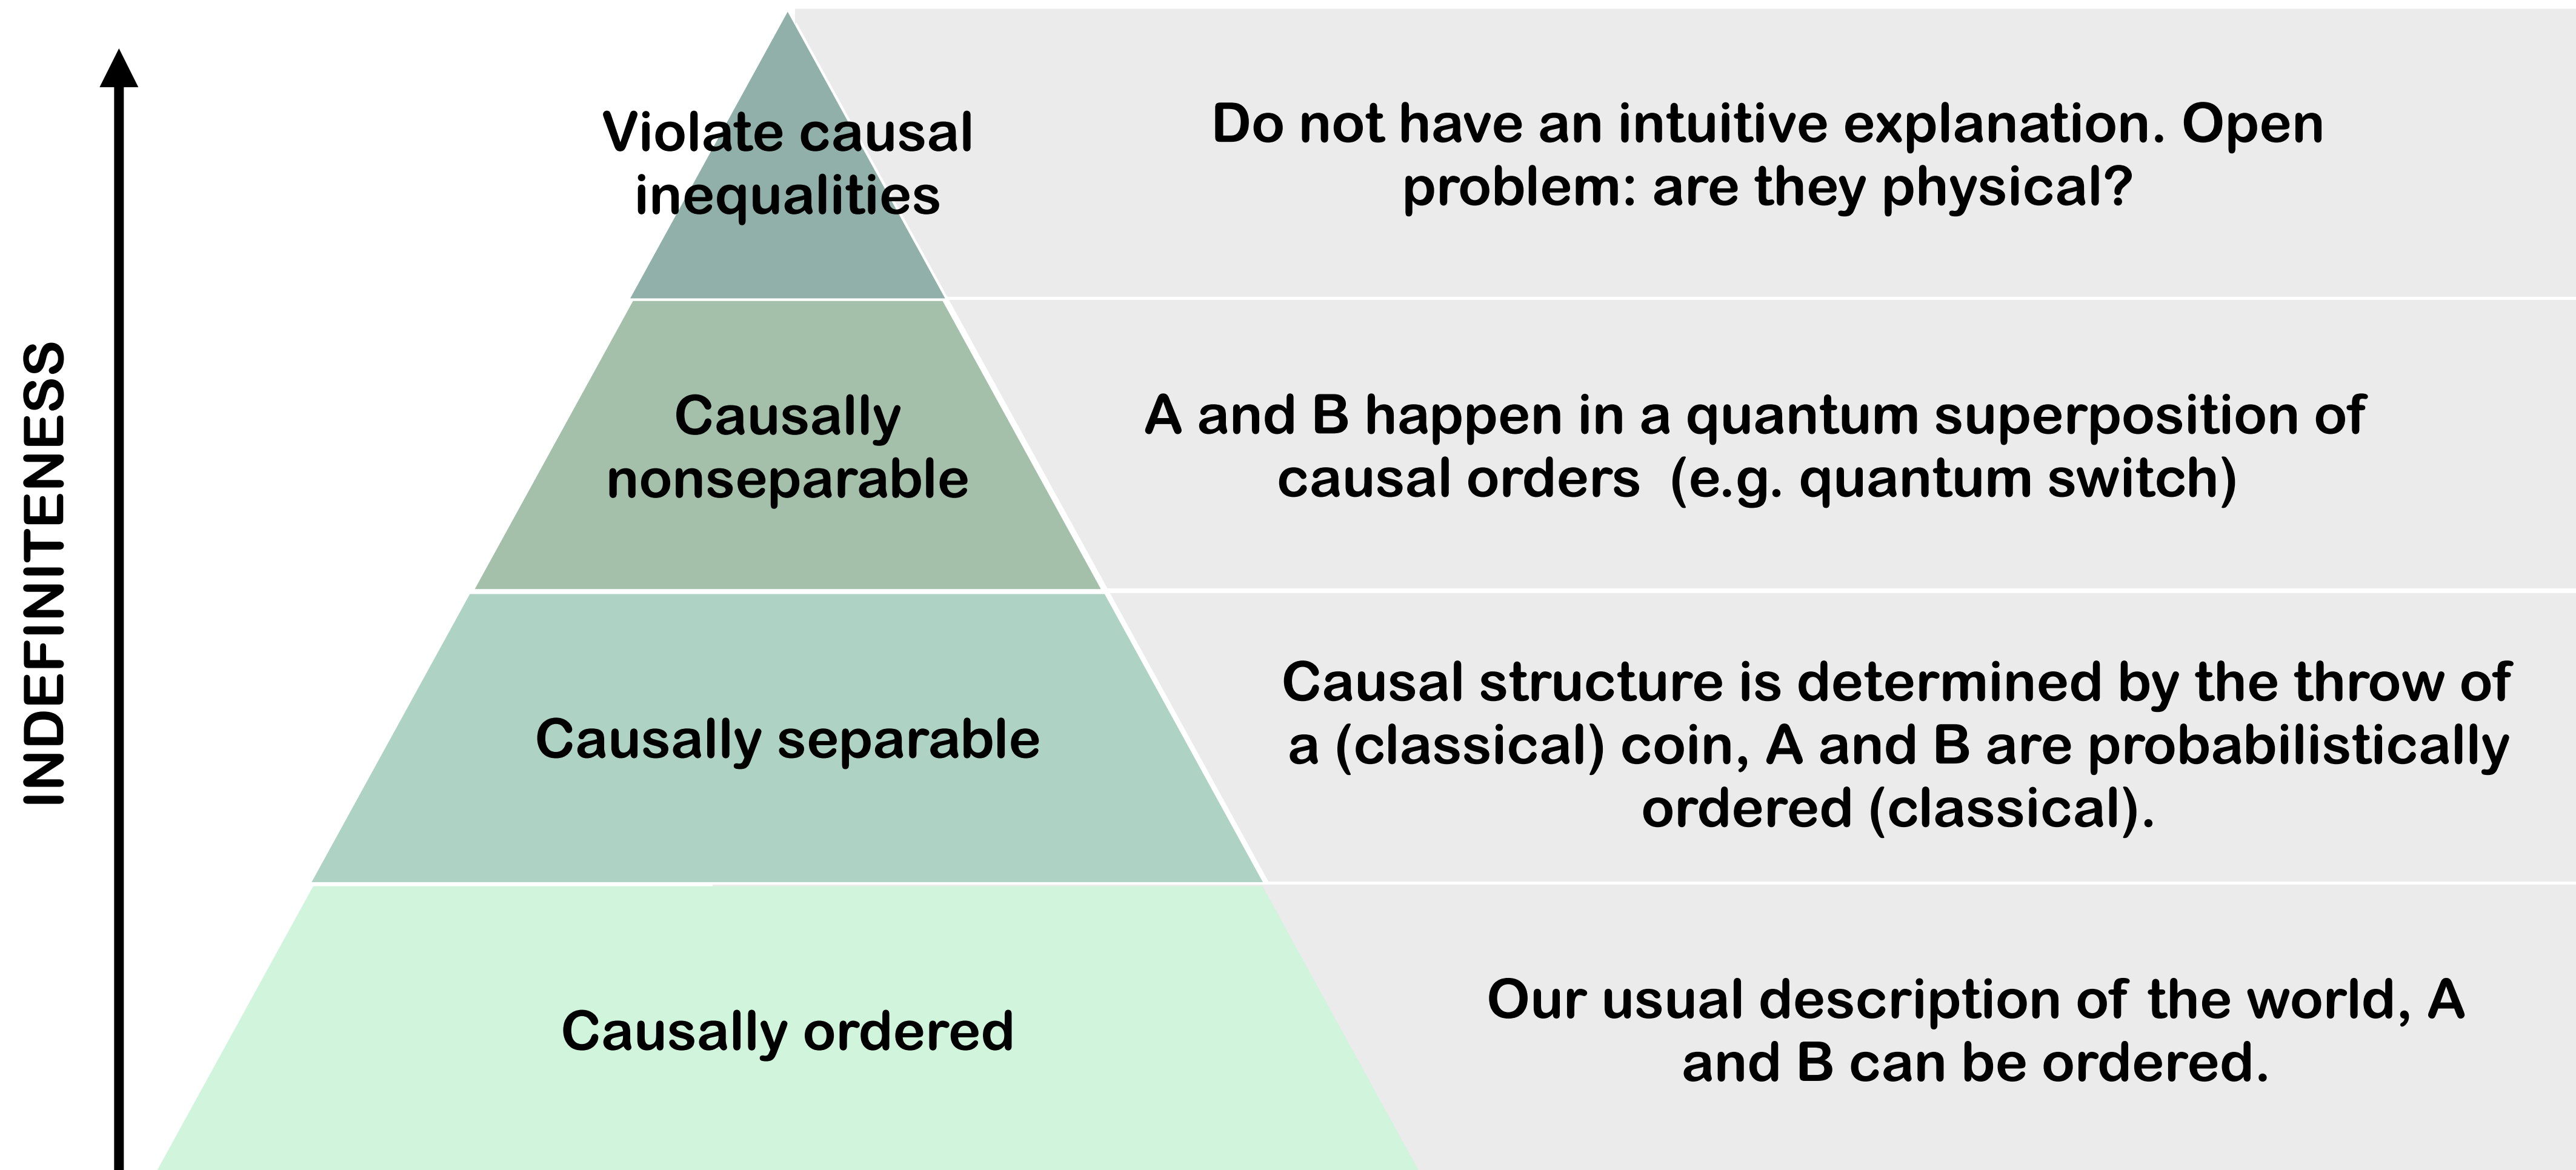 INDEFINITENESS
Violate causal
inequalities
Do not have an intuitive explanation. Open
problem: are they physical?
Causally
nonseparable
A and B happen in a quantum superposition of
causal orders  (e.g. quantum switch)
Causally separable
Causal structure is determined by the throw of
a (classical) coin, A and B are probabilistically
ordered (classical).
Causally ordered
Our usual description of the world, A
and B can be ordered.